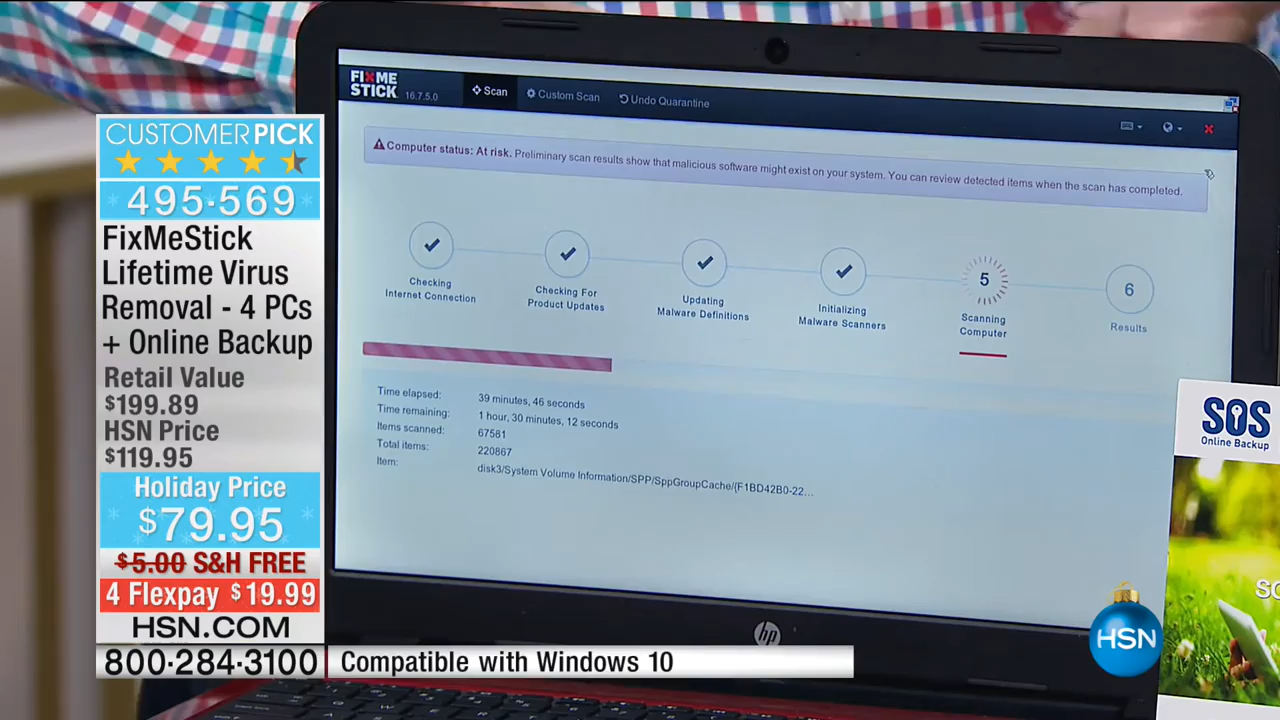 CUSTOMER PICK
495-569
FixMeStick
Lifetime Virus
Removal - 4 PCs
+ Online Backup
Retail Value
$199.89
HSN Price
$119.95
Holiday Price
$79.95
$5.00 S&H FREE
4 Flexpay $19.99
HSN.COM
800-284-3100
Compatible with Windows 10
FIXME
STICK 16.7.5.0
Scan
Custom Scan
Undo Quarantine
Computer status: At risk. Preliminary scan results show that malicious software might exist on your system. You can review detected items when the scan has completed.
Checking
Internet Connection
Checking For
Product Updates
Updating
Malware Definitions
Initializing
Malware Scanners
5
Scanning
Computer
6
Results
Time elapsed: 39 minutes, 46 seconds
Time remaining: 1 hour, 30 minutes, 12 seconds
Items scanned: 67581
Total items: 220867
Item: disk3/System Volume Information/SPP/SppGroupCache/{F1BD42B0-22...
hp
SOS
Online Backup
HSN